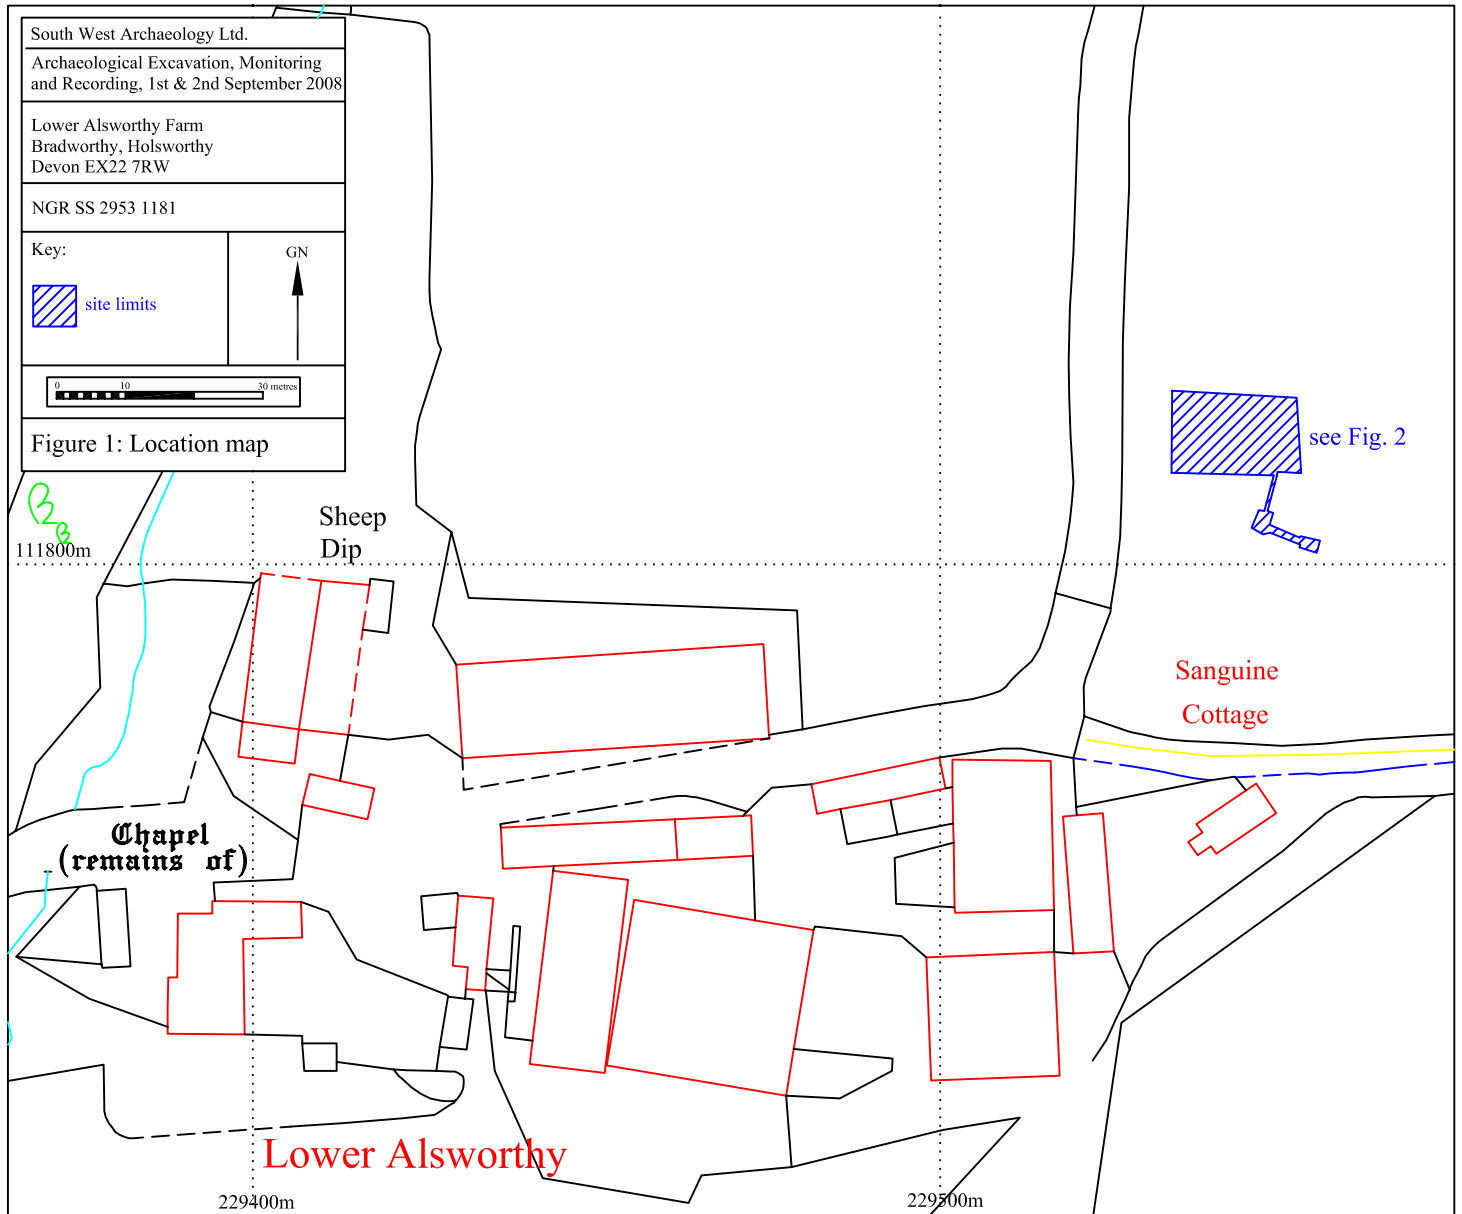 South West Archaeology Ltd.
Archaeological Excavation, Monitoring
and Recording, 1st & 2nd September 2008
Lower Alsworthy Farm
Bradworthy, Holsworthy
Devon EX22 7RW
NGR SS 2953 1181
Key:
GN
site limits
0 10 30 metres
Figure 1: Location map
see Fig. 2
111800m
Sheep
Dip
Sanguine
Cottage
Chapel
(remains of)
Lower Alsworthy
229400m
229500m